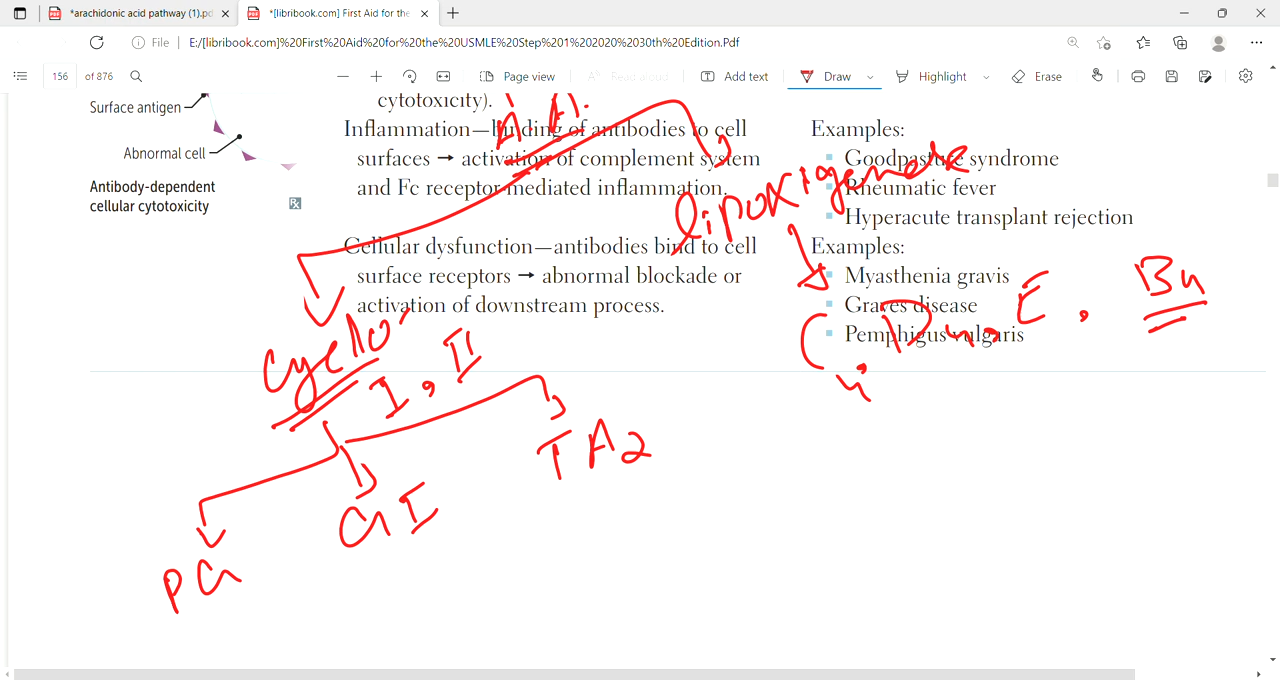 *arachidonic acid pathway (1).pd
*[libribook.com] First Aid for the
File E:/[libribook.com]%20First%20Aid%20for%20the%20USMLE%20Step%201%202020%2030th%20Edition.Pdf
156 of 876 Page view Read aloud Add text Draw Highlight Erase
Surface antigen
Abnormal cell
Antibody-dependent
cellular cytotoxicity
Rx
cytotoxicity).
Inflammation—binding of antibodies to cell
surfaces → activation of complement system
and Fc receptor-mediated inflammation.
Cellular dysfunction—antibodies bind to cell
surface receptors → abnormal blockade or
activation of downstream process.
Examples:
Goodpasture syndrome
Rheumatic fever
Hyperacute transplant rejection
Examples:
Myasthenia gravis
Graves disease
Pemphigus vulgaris
A.A.
lipoxigenase
C4, D4, E, B4
cyclo
I, II
TA2
PG